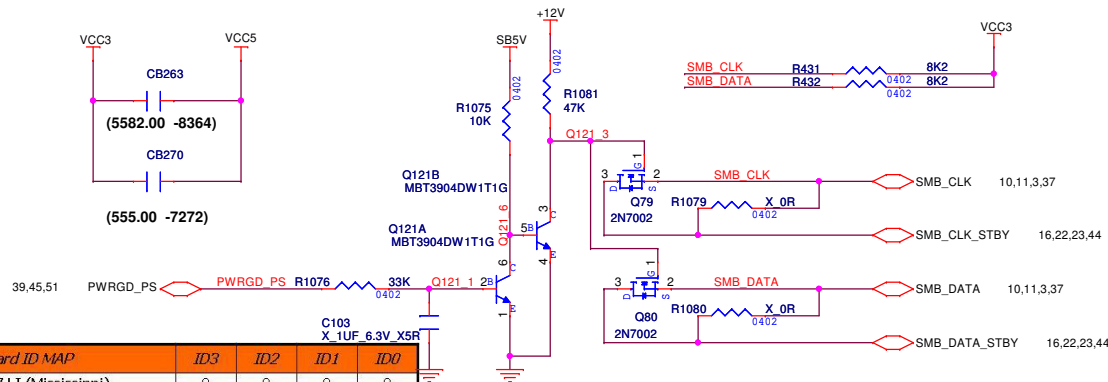 +12V
VCC3 VCC5 SB5V VCC3
CB263
(5582.00 -8364)
CB270
(555.00 -7272)
0402
R1075
10K
0402
R1081
47K
SMB_CLK R431 8K2
0402
SMB_DATA R432 8K2
0402
Q121_3
Q121B
MBT3904DW1T1G
Q121_6
Q121A
MBT3904DW1T1G
3 C
5 B
4 E
6 C
2 B
1 E
3 D 1 G 2 S
Q79
2N7002
SMB_CLK
SMB_CLK 10,11,3,37
R1079 X_0R
0402
SMB_CLK_STBY 16,22,23,44
3 D 1 G 2 S
Q80
2N7002
SMB_DATA
SMB_DATA 10,11,3,37
R1080 X_0R
0402
SMB_DATA_STBY 16,22,23,44
39,45,51 PWRGD_PS PWRGD_PS R1076 33K Q121_1
0402
C103
X_1UF_6.3V_X5R
ID MAP ID3 ID2 ID1 ID0
(Mississippi)